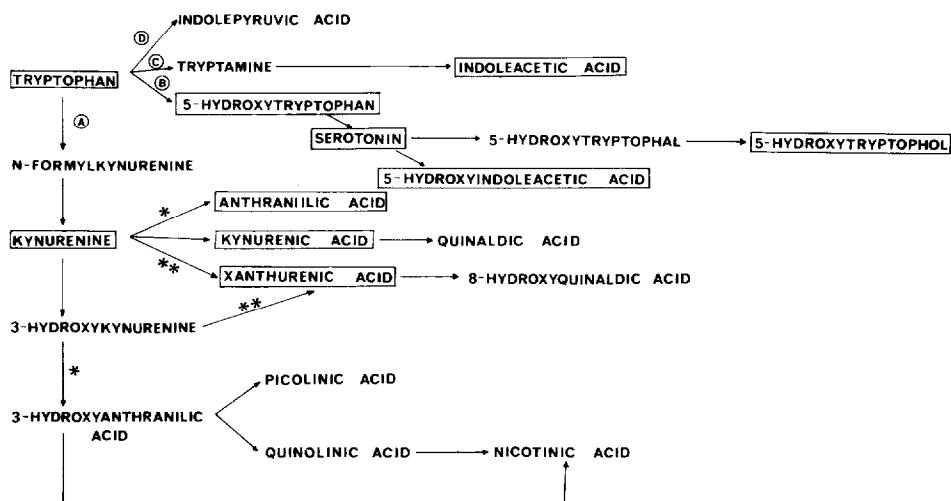 INDOLEPYRUVIC ACID
Ⓓ
Ⓒ TRYPTAMINE INDOLEACETIC ACID
TRYPTOPHAN
Ⓑ
5-HYDROXYTRYPTOPHAN
Ⓐ
SEROTONIN 5-HYDROXYTRYPTOPHAL 5-HYDROXYTRYPTOPHOL
N-FORMYLKYNURENINE
5-HYDROXYINDOLEACETIC ACID
* ANTHRANILIC ACID
KYNURENINE KYNURENIC ACID QUINALDIC ACID
** XANTHURENIC ACID 8-HYDROXYQUINALDIC ACID
**
3-HYDROXYKYNURENINE
*
PICOLINIC ACID
3-HYDROXYANTHRANILIC
ACID
QUINOLINIC ACID NICOTINIC ACID